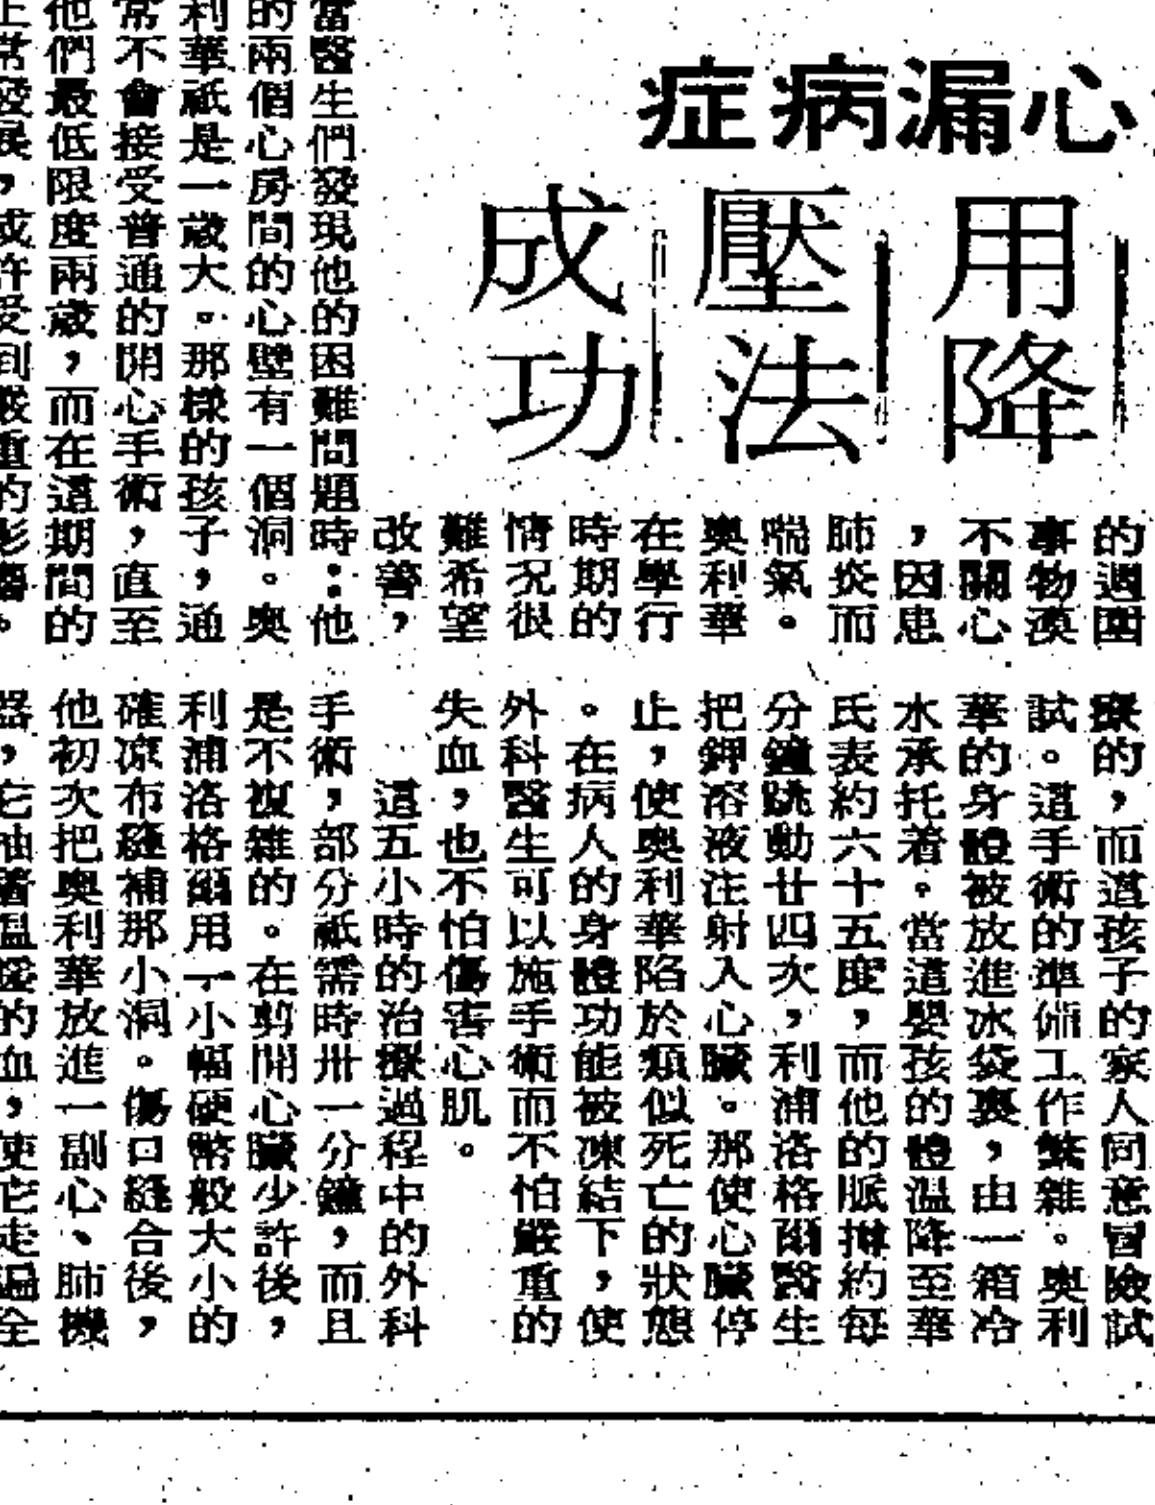 心漏病症
用降
壓法
成功
的週圍
事物漠
不關心
，因患
肺炎而
喘氣。
奧利華
在舉行
時期的
情況很
難希望
改善，
當醫生們發現他的困難問題時：他
的兩個心房間的心壁有一個洞。奧
利華祇是一歲大。那樣的孩子，通
常不會接受普通的開心手術，直至
他們最低限度兩歲，而在這期間的
上常發展，或許受到嚴重的影響。
療的，而這孩子的家人同意冒險試
試。這手術的準備工作繁雜。奧利
華的身體被放進冰袋裏，由一箱冷
水承托着。當這嬰孩的體溫降至華
氏表約六十五度，而他的脈搏約每
分鐘跳動廿四次，利浦洛格爾醫生
把鉀溶液注射入心臟。那使心臟停
止，使奧利華陷於類似死亡的狀態
。在病人的身體功能被凍結下，使
外科醫生可以施手術而不怕嚴重的
失血，也不怕傷害心肌。
這五小時的治療過程中的外科
手術，部分祇需時卅一分鐘，而且
是不複雜的。在剪開心臟少許後，
利浦洛格爾用一小幅硬幣般大小的
確凉布縫補那小洞。傷口縫合後，
他初次把奧利華放進一副心、肺機
器，它抽着溫暖的血，使它走遍全